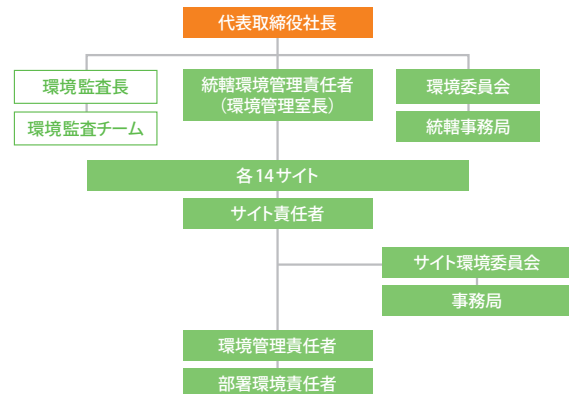 代表取締役社長
環境監査長
環境監査チーム
統轄環境管理責任者
（環境管理室長）
環境委員会
統轄事務局
各14サイト
サイト責任者
サイト環境委員会
事務局
環境管理責任者
部署環境責任者